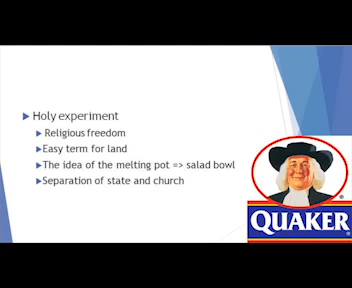 Holy experiment
Religious freedom
Easy term for land
The idea of the melting pot => salad bowl
Separation of state and church
QUAKER
®